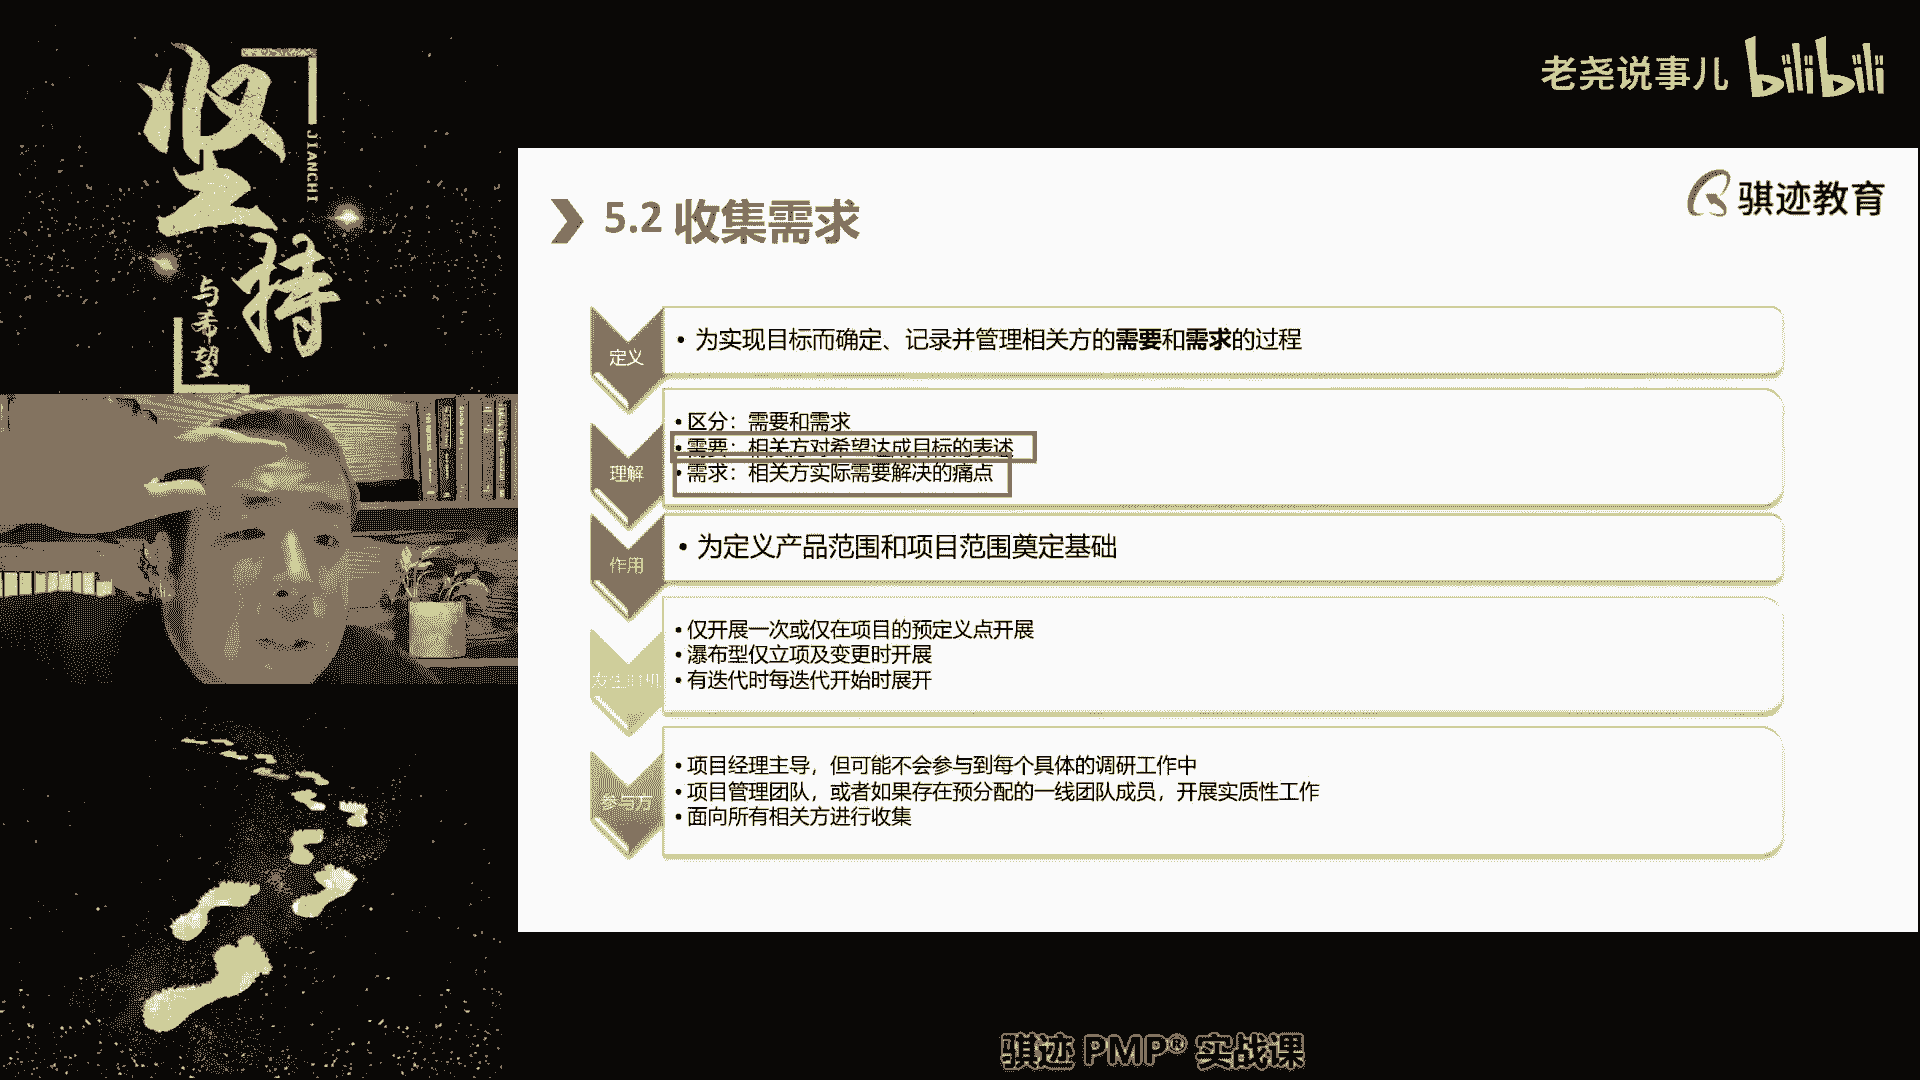 坚持
JIANCHI
与希望
老尧说事儿 bilibili
骐迹教育
5.2 收集需求
定义
• 为实现目标而确定、记录并管理相关方的需要和需求的过程
理解
• 区分：需要和需求
• 需要：相关方对希望达成目标的表述
• 需求：相关方实际需要解决的痛点
作用
• 为定义产品范围和项目范围奠定基础
• 仅开展一次或仅在项目的预定义点开展
• 瀑布型仅立项及变更时开展
• 有迭代时每迭代开始时展开
参与方
• 项目经理主导，但可能不会参与到每个具体的调研工作中
• 项目管理团队，或者如果存在预分配的一线团队成员，开展实质性工作
• 面向所有相关方进行收集
骐迹 PMP® 实战课